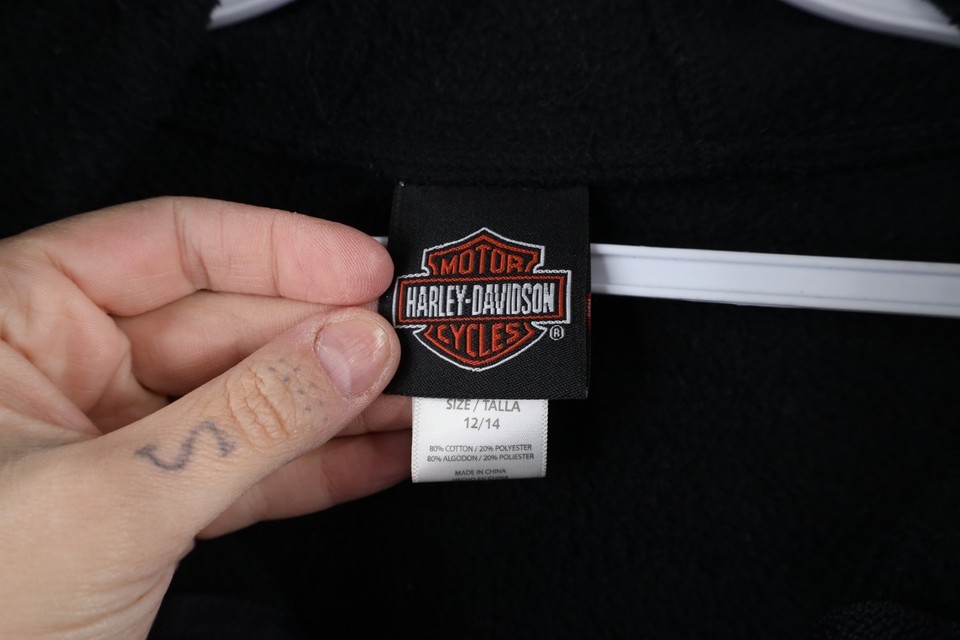 MOTOR
HARLEY-DAVIDSON
CYCLES
®
SIZE / TALLA
12/14
80% COTTON / 20% POLYESTER
80% ALGODON / 20% POLIESTER
MADE IN CHINA